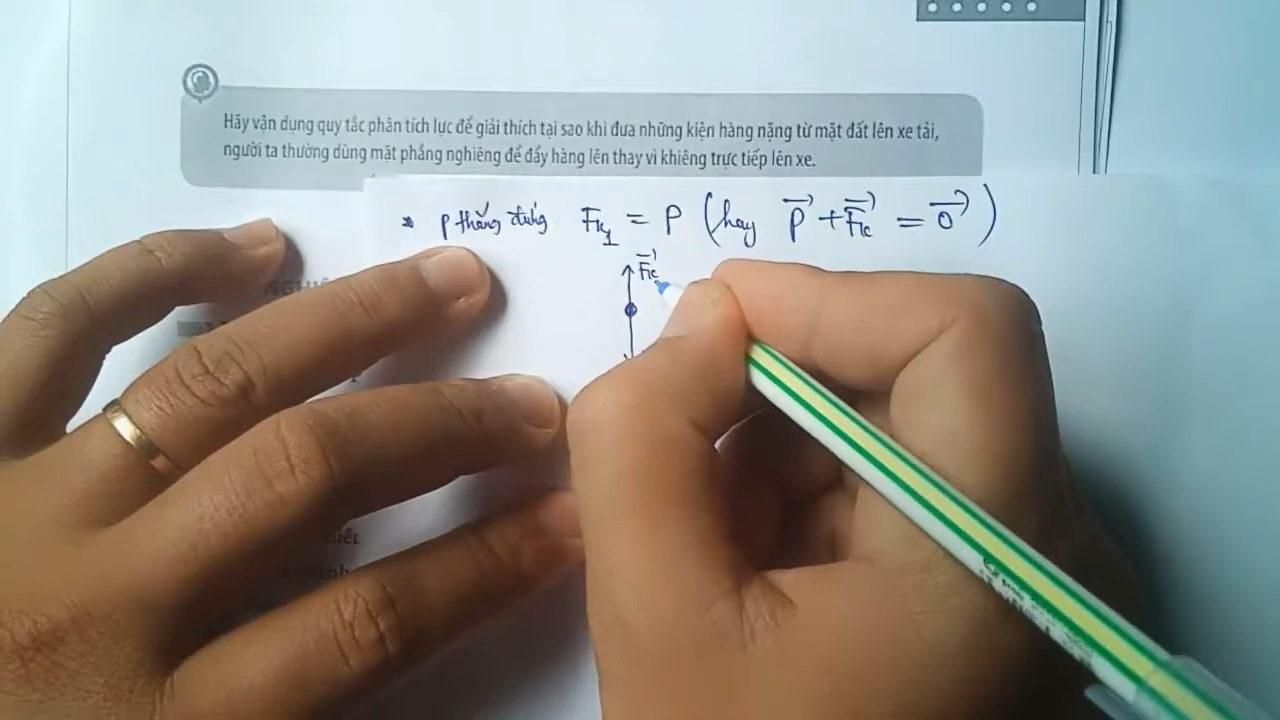 Hãy vận dụng quy tắc phân tích lực để giải thích tại sao khi đưa những kiện hàng nặng từ mặt đất lên xe tải,
người ta thường dùng mặt phẳng nghiêng để đẩy hàng lên thay vì khiêng trực tiếp lên xe.
* P thẳng đứng Fk₁ = P (hay P⃗ + F⃗k = 0⃗)
F⃗k